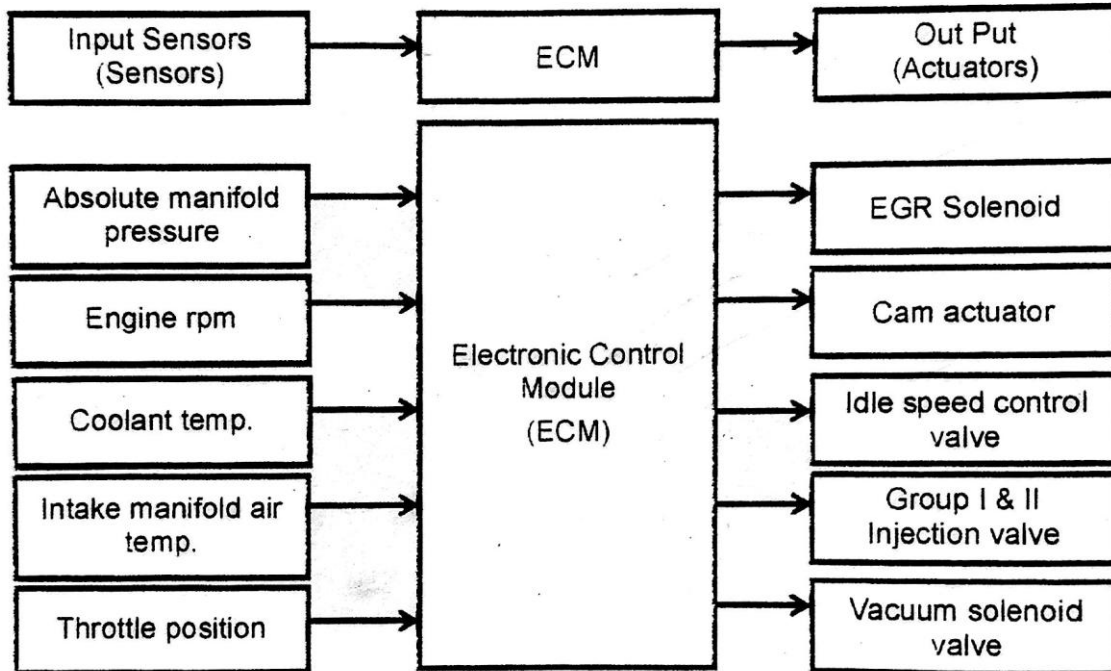 Input Sensors
(Sensors)
ECM
Out Put
(Actuators)
Absolute manifold
pressure
Engine rpm
Coolant temp.
Intake manifold air
temp.
Throttle position
Electronic Control
Module
(ECM)
EGR Solenoid
Cam actuator
Idle speed control
valve
Group I & II
Injection valve
Vacuum solenoid
valve